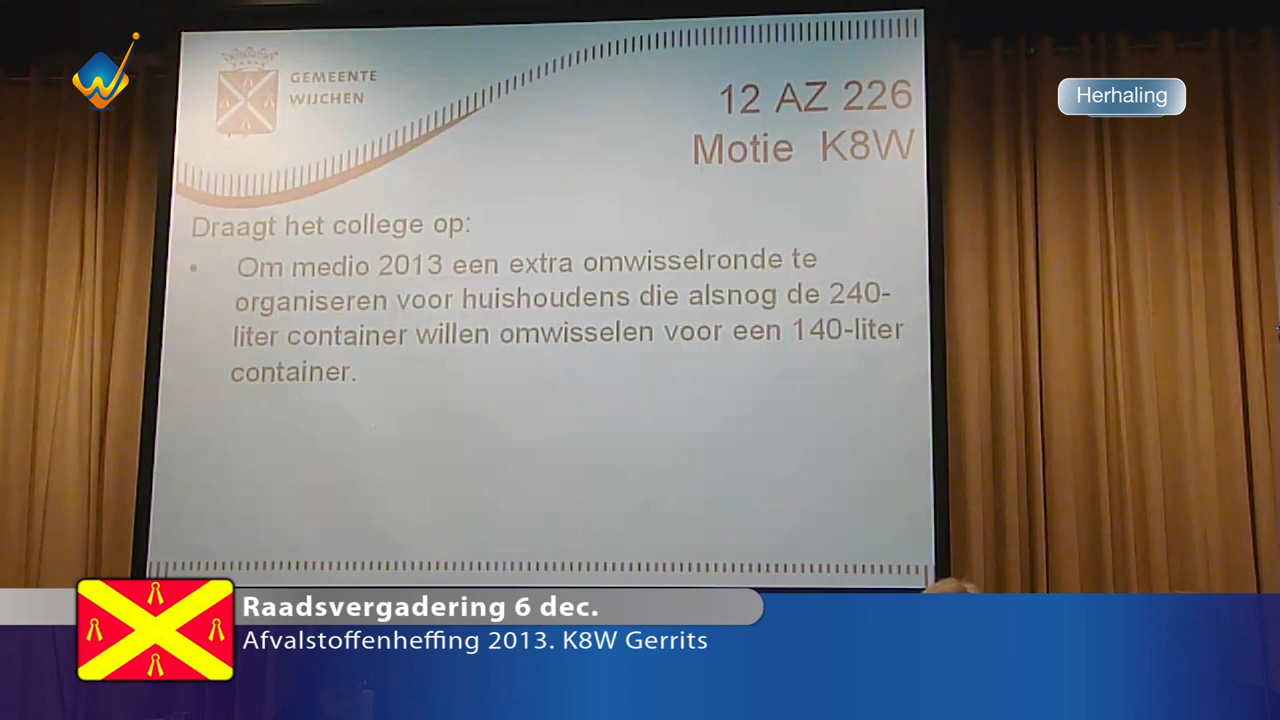 GEMEENTE
WIJCHEN
12 AZ 226
Motie K8W
Herhaling
Draagt het college op:
• Om medio 2013 een extra omwisselronde te
organiseren voor huishoudens die alsnog de 240-
liter container willen omwisselen voor een 140-liter
container.
Raadsvergadering 6 dec.
Afvalstoffenheffing 2013. K8W Gerrits